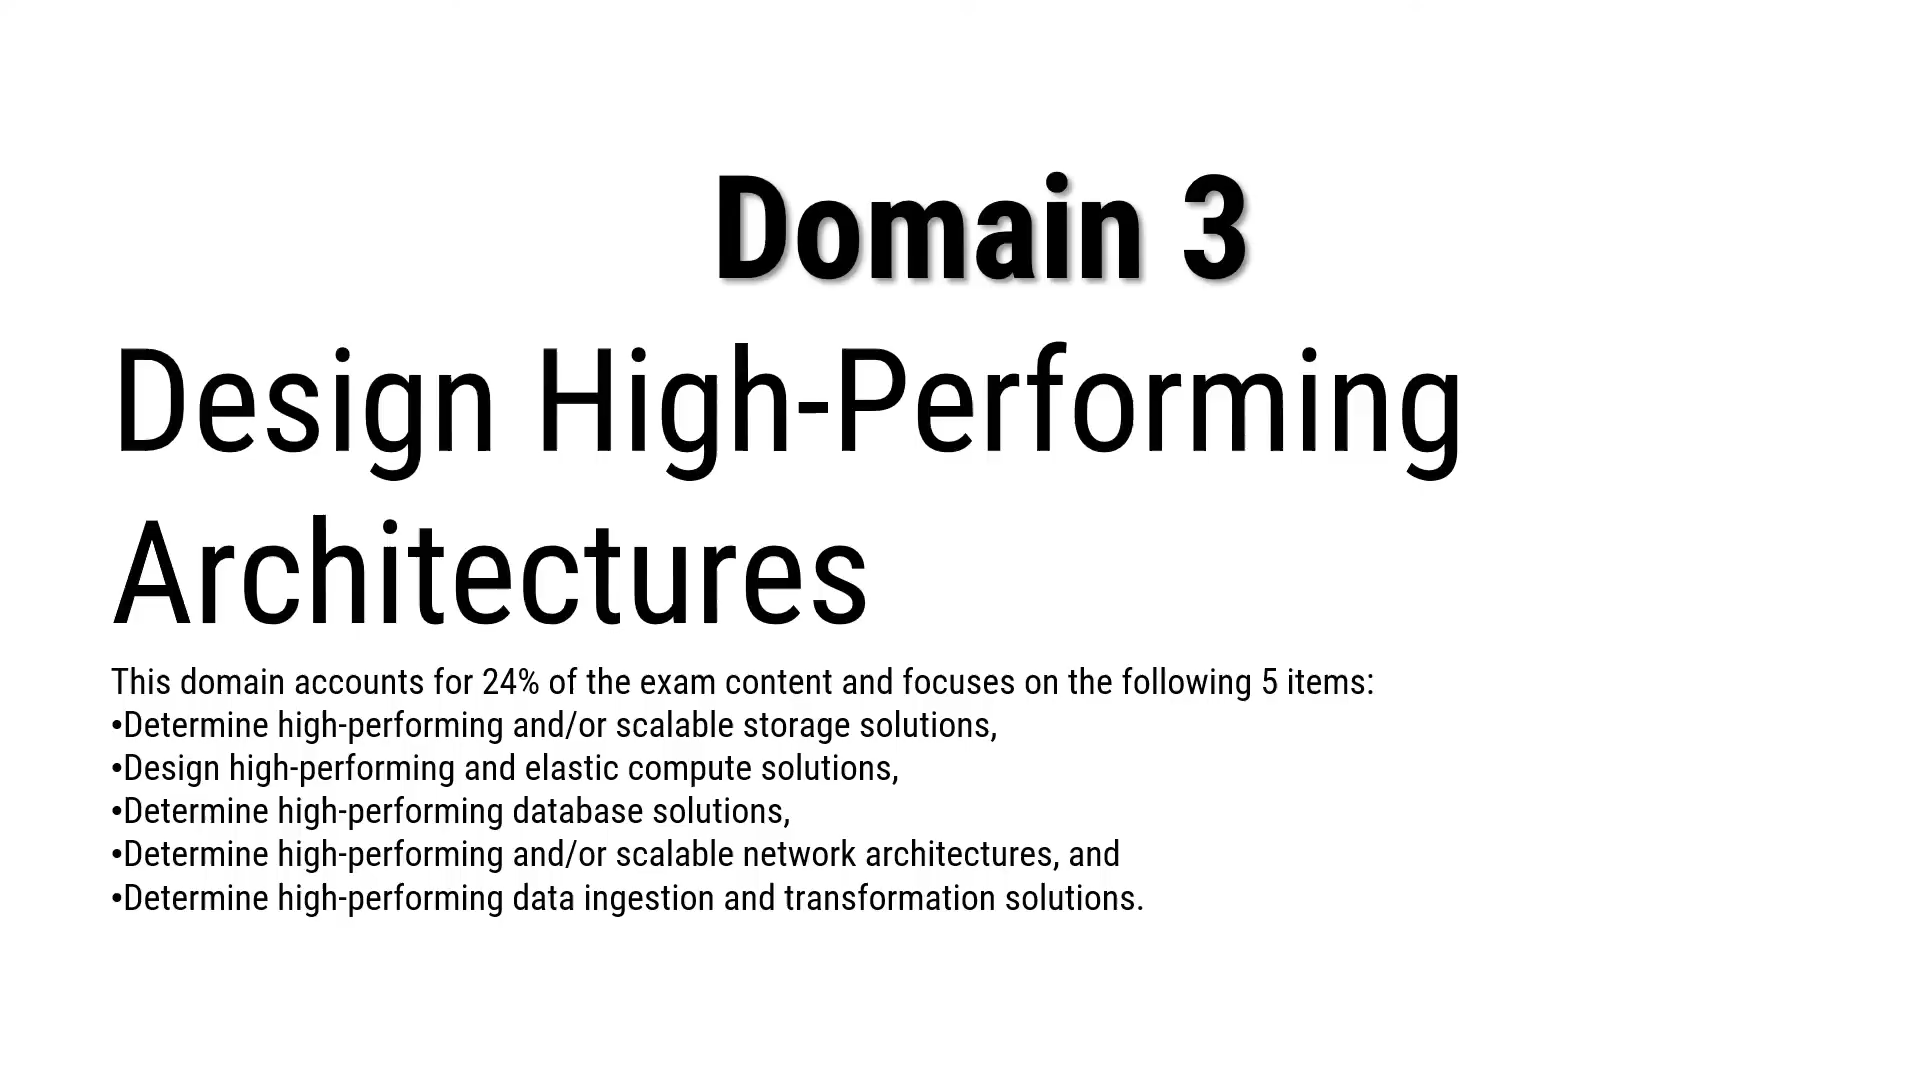 Domain 3
Design High-Performing
Architectures
This domain accounts for 24% of the exam content and focuses on the following 5 items:
•Determine high-performing and/or scalable storage solutions,
•Design high-performing and elastic compute solutions,
•Determine high-performing database solutions,
•Determine high-performing and/or scalable network architectures, and
•Determine high-performing data ingestion and transformation solutions.